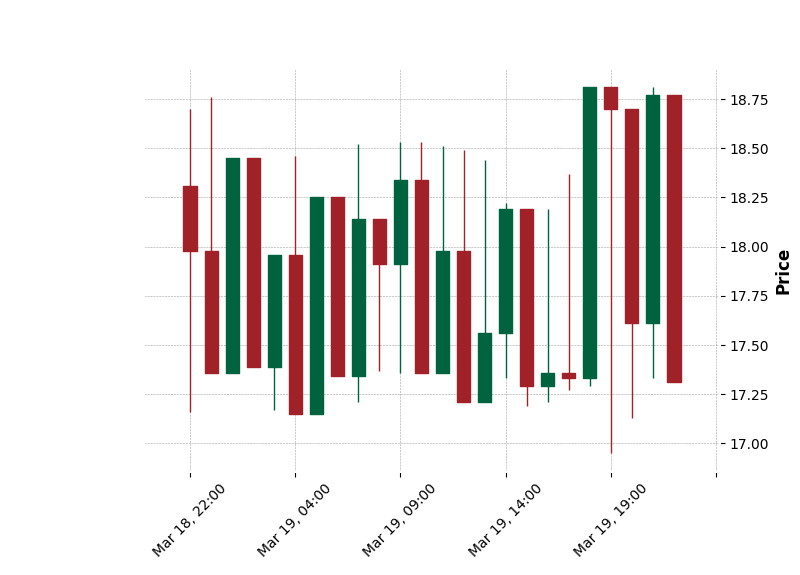 18.75
18.50
18.25
18.00
17.75
17.50
17.25
17.00
Price
Mar 18, 22:00
Mar 19, 04:00
Mar 19, 09:00
Mar 19, 14:00
Mar 19, 19:00